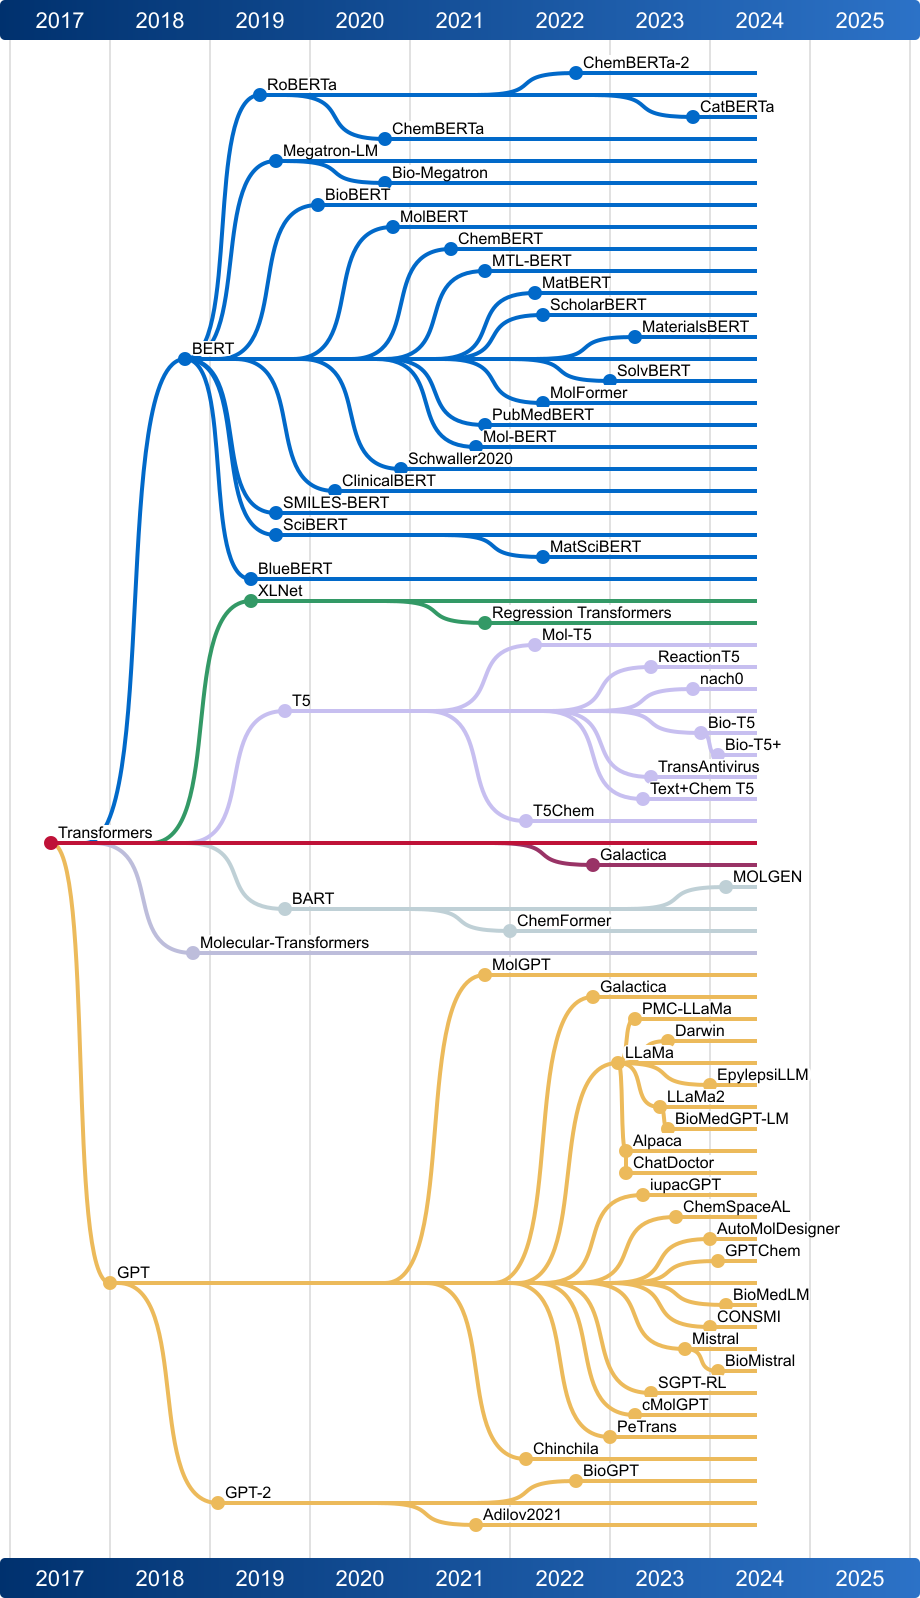 2017 2018 2019 2020 2021 2022 2023 2024 2025
ChemBERTa-2
RoBERTa
CatBERTa
ChemBERTa
Megatron-LM
Bio-Megatron
BioBERT
MolBERT
ChemBERT
MTL-BERT
MatBERT
ScholarBERT
MaterialsBERT
BERT
SolvBERT
MolFormer
PubMedBERT
Mol-BERT
Schwaller2020
ClinicalBERT
SMILES-BERT
SciBERT
MatSciBERT
BlueBERT
XLNet
Regression Transformers
Mol-T5
ReactionT5
nach0
T5
Bio-T5
Bio-T5+
TransAntivirus
Text+Chem T5
T5Chem
Transformers
Galactica
MOLGEN
BART
ChemFormer
Molecular-Transformers
MolGPT
Galactica
PMC-LLaMa
Darwin
LLaMa
EpylepsiLLM
LLaMa2
BioMedGPT-LM
Alpaca
ChatDoctor
iupacGPT
ChemSpaceAL
AutoMolDesigner
GPTChem
GPT
BioMedLM
CONSMI
Mistral
BioMistral
SGPT-RL
cMolGPT
PeTrans
Chinchila
BioGPT
GPT-2
Adilov2021
2017 2018 2019 2020 2021 2022 2023 2024 2025